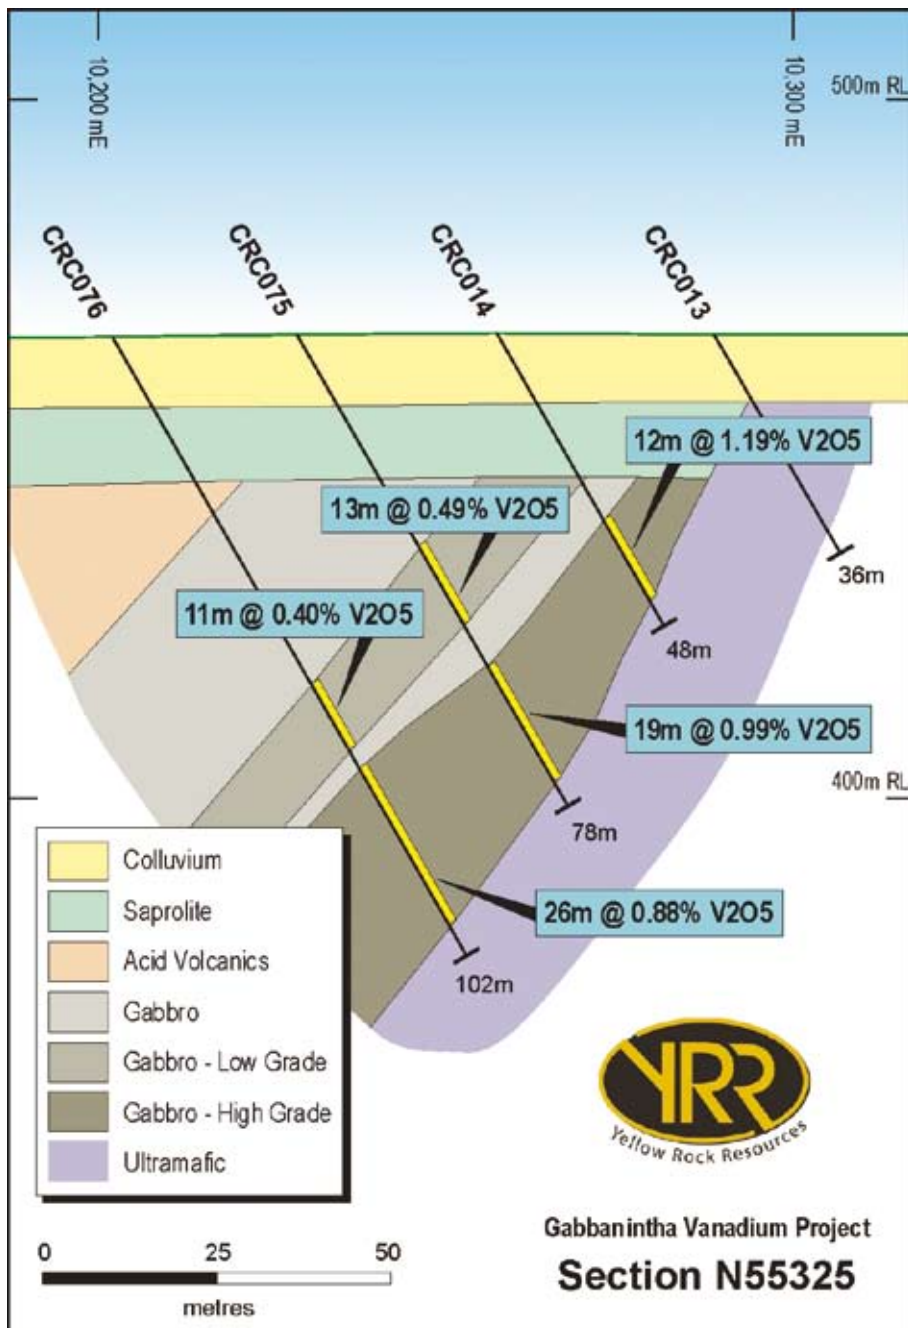 10,200 mE
10,300 mE
500m RL
CRC076
CRC075
CRC014
CRC013
12m @ 1.19% V2O5
13m @ 0.49% V2O5
36m
11m @ 0.40% V2O5
48m
19m @ 0.99% V2O5
400m RL
78m
26m @ 0.88% V2O5
102m
Colluvium
Saprolite
Acid Volcanics
Gabbro
Gabbro - Low Grade
Gabbro - High Grade
Ultramafic
YRR
Yellow Rock Resources
0 25 50
metres
Gabbanintha Vanadium Project
Section N55325